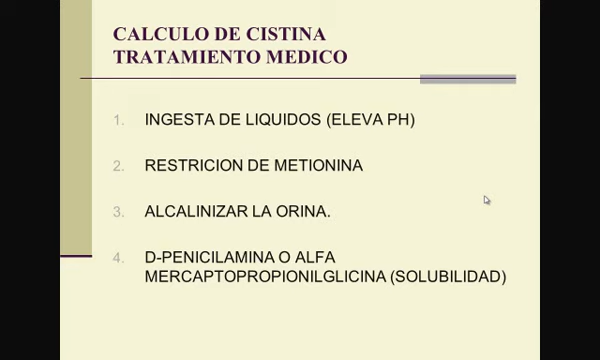 CALCULO DE CISTINA
TRATAMIENTO MEDICO
1. INGESTA DE LIQUIDOS (ELEVA PH)
2. RESTRICION DE METIONINA
3. ALCALINIZAR LA ORINA.
4. D-PENICILAMINA O ALFA
MERCAPTOPROPIONILGLICINA (SOLUBILIDAD)